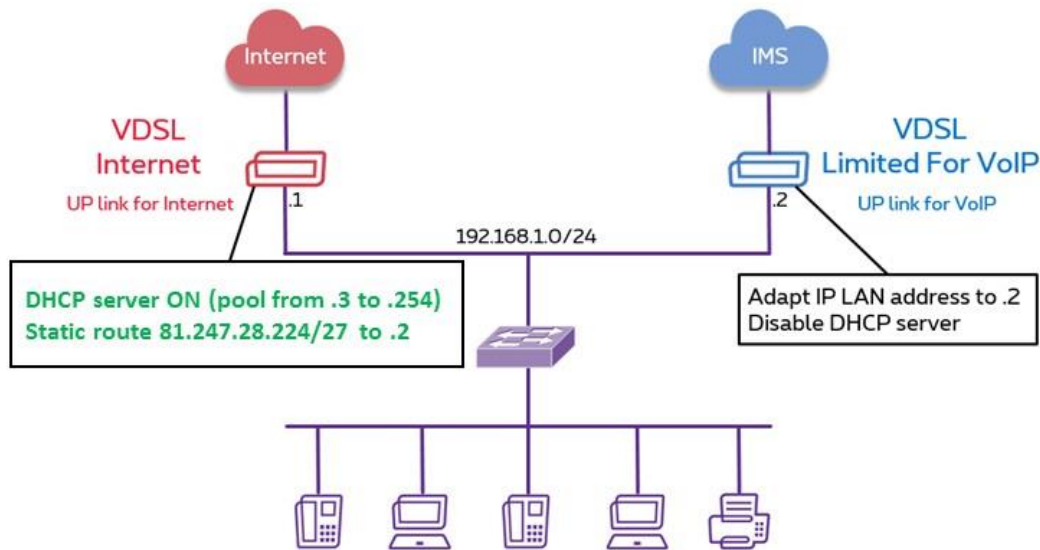 Internet
IMS
VDSL
Internet
UP link for Internet
.1
VDSL
Limited For VoIP
UP link for VoIP
.2
192.168.1.0/24
DHCP server ON (pool from .3 to .254)
Static route 81.247.28.224/27 to .2
Adapt IP LAN address to .2
Disable DHCP server